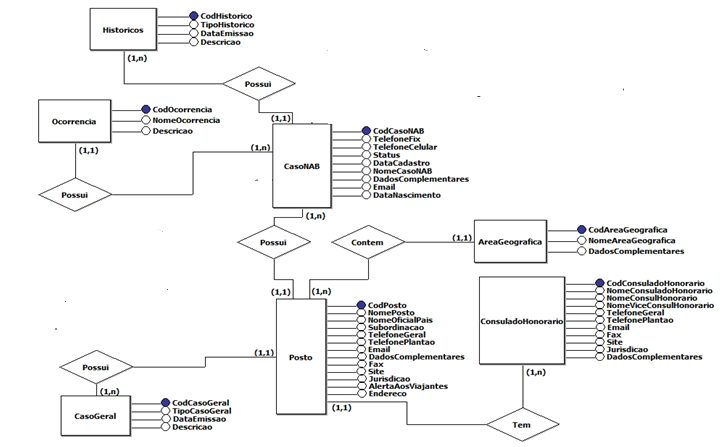 Historicos
CodHistorico
TipoHistorico
DataEmissao
Descricao
(1,n)
Possui
(1,1)
Ocorrencia
CodOcorrencia
NomeOcorrencia
Descricao
(1,1)
Possui
(1,n)
CasoNAB
CodCasoNAB
TelefoneFix
TelefoneCelular
Status
DataCadastro
NomeCasoNAB
DadosComplementares
Email
DataNascimento
(1,n)
Possui
(1,1)
Contem
(1,n)
(1,1)
AreaGeografica
CodAreaGeografica
NomeAreaGeografica
DadosComplementares
Posto
CodPosto
NomePosto
NomeOficialPais
Subordinacao
TelefoneGeral
TelefonePlantao
Email
DadosComplementares
Fax
Site
Jurisdicao
AlertaAosViajantes
Endereco
(1,1)
ConsuladoHonorario
CodConsuladoHonorario
NomeConsuladoHonorario
NomeConsulHonorario
NomeViceConsulHonorario
TelefoneGeral
TelefonePlantao
Email
Fax
Site
Jurisdicao
DadosComplementares
(1,n)
Tem
(1,1)
Possui
(1,n)
CasoGeral
CodCasoGeral
TipoCasoGeral
DataEmissao
Descricao